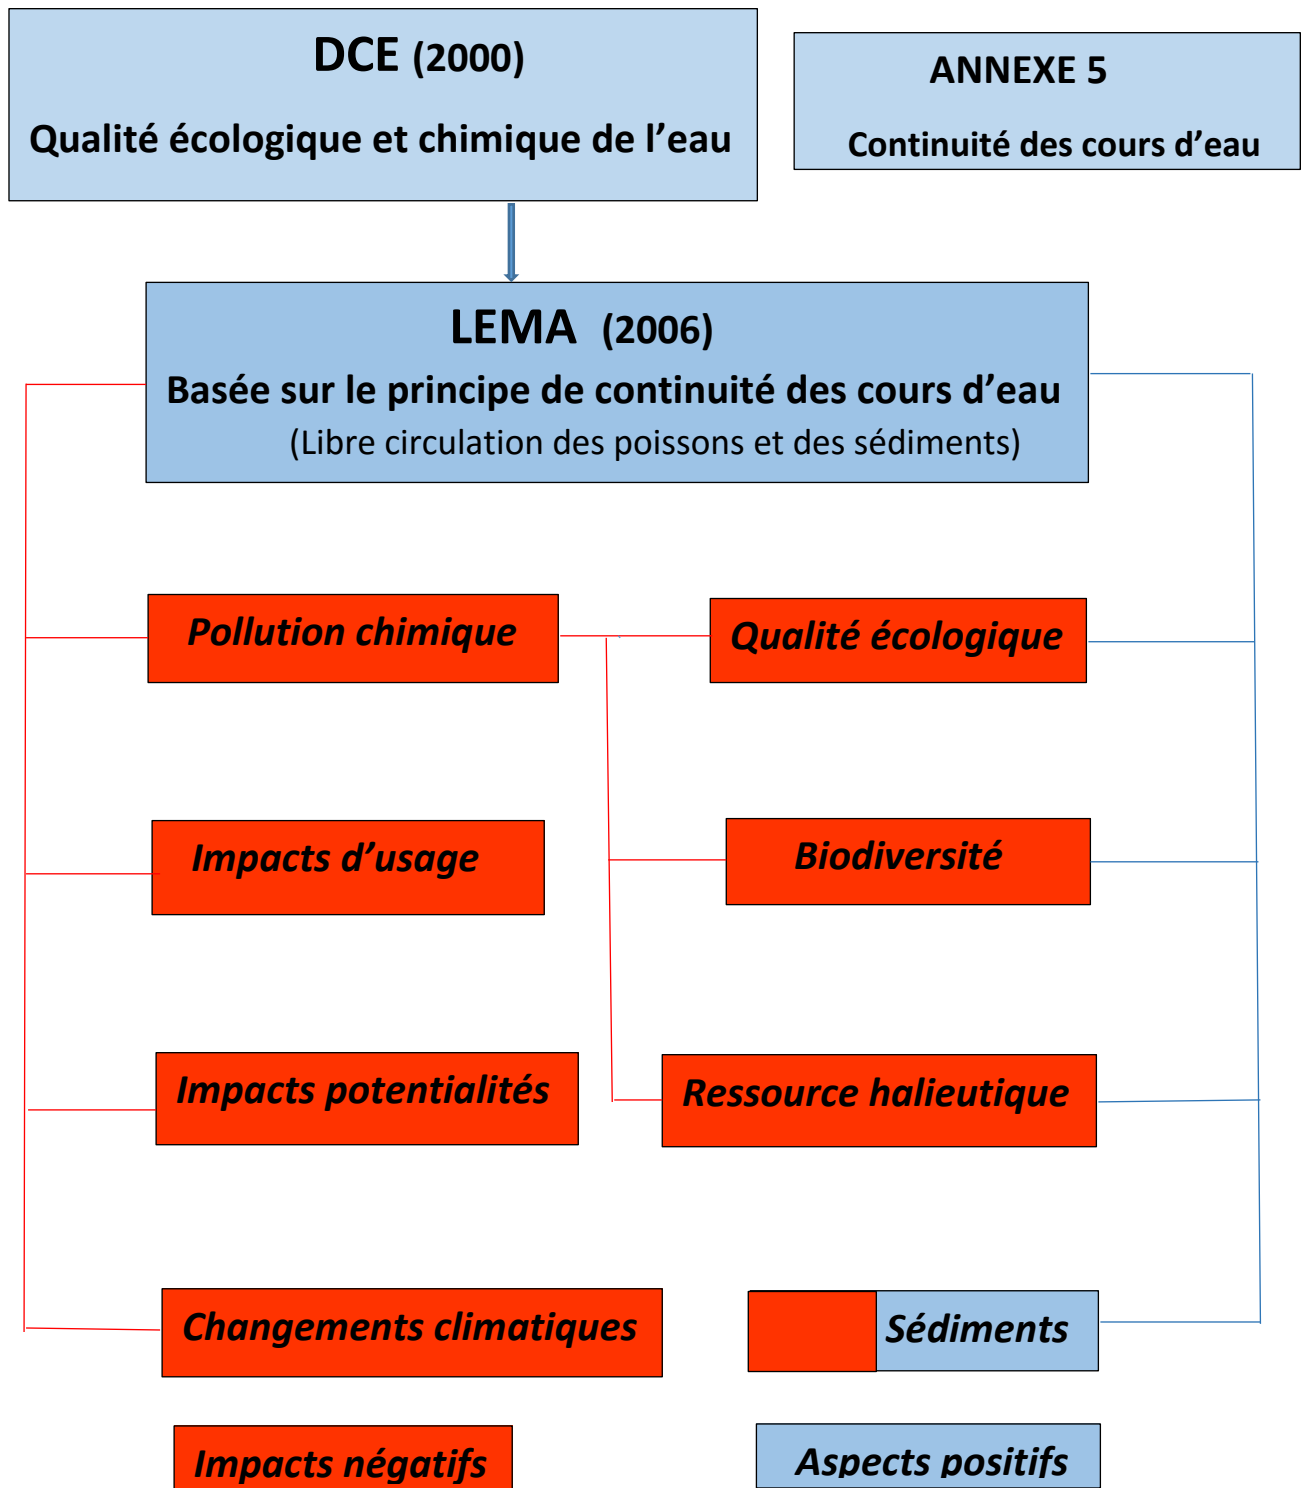 DCE (2000)
Qualité écologique et chimique de l’eau
ANNEXE 5
Continuité des cours d’eau
LEMA (2006)
Basée sur le principe de continuité des cours d’eau
(Libre circulation des poissons et des sédiments)
Pollution chimique
Qualité écologique
Impacts d’usage
Biodiversité
Impacts potentialités
Ressource halieutique
Changements climatiques
Sédiments
Impacts négatifs
Aspects positifs